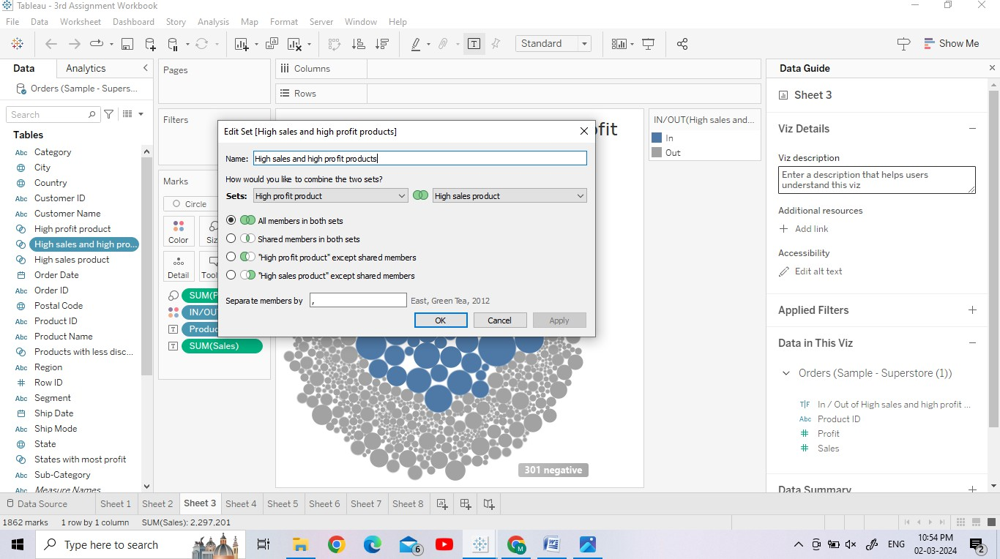 Tableau - 3rd Assignment Workbook
File Data Worksheet Dashboard Story Analysis Map Format Server Window Help
Standard
Show Me
Data Analytics
Orders (Sample - Supers...
Search
Tables
Abc Category
City
Country
Abc Customer ID
Abc Customer Name
High profit product
High sales and high pro...
High sales product
Order Date
Abc Order ID
Postal Code
Abc Product ID
Abc Product Name
Products with less disc...
Abc Region
# Row ID
Abc Segment
Ship Date
Abc Ship Mode
State
States with most profit
Abc Sub-Category
Abc Measure Names
Pages
Filters
Marks
Circle
Color
Detail
SUM(P
IN/OU
T Produc
T SUM(Sales)
Columns
Rows
ofit
Edit Set [High sales and high profit products]
Name: High sales and high profit products
How would you like to combine the two sets?
Sets: High profit product High sales product
All members in both sets
Shared members in both sets
"High profit product" except shared members
"High sales product" except shared members
Separate members by , East, Green Tea, 2012
OK Cancel Apply
301 negative
IN/OUT(High sales and...
In
Out
Data Guide
Sheet 3
Viz Details
Viz description
Enter a description that helps users
understand this viz
Additional resources
Add link
Accessibility
Edit alt text
Applied Filters
Data in This Viz
Orders (Sample - Superstore (1))
T|F In / Out of High sales and high profit ...
Abc Product ID
# Profit
# Sales
Data Summary
Data Source Sheet 1 Sheet 2 Sheet 3 Sheet 4 Sheet 5 Sheet 6 Sheet 7 Sheet 8
1862 marks 1 row by 1 column SUM(Sales): 2,297,201
Type here to search
6
M
W
ENG
10:54 PM
02-03-2024
2